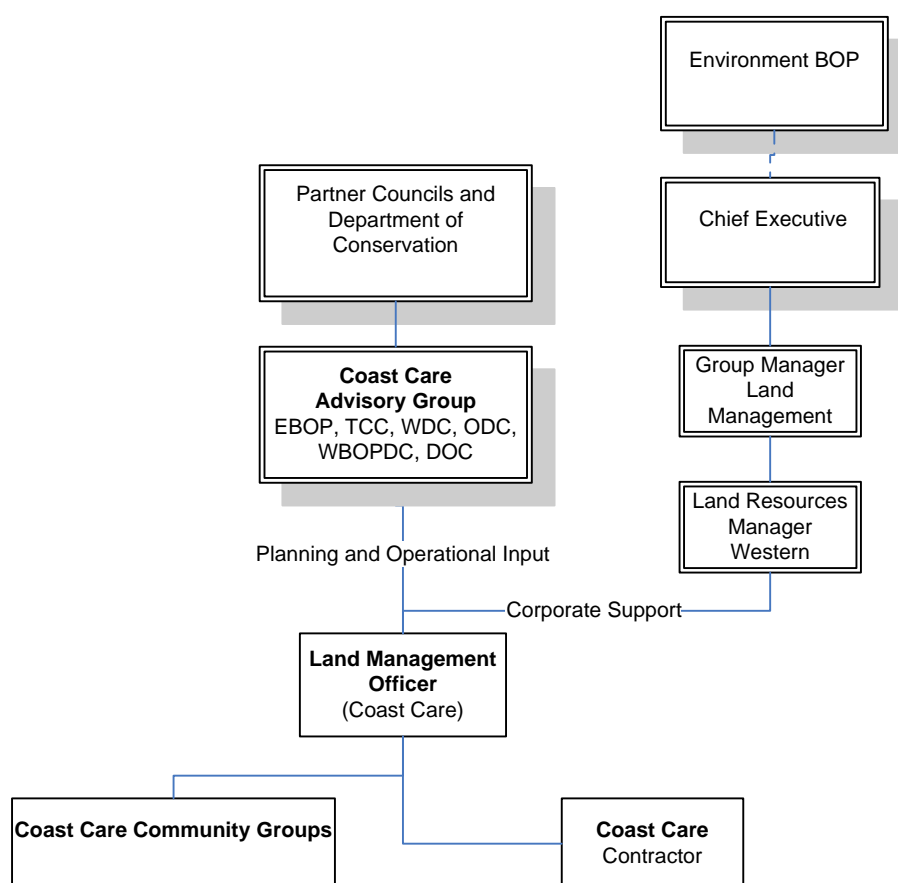 Environment BOP
Partner Councils and
Department of
Conservation
Chief Executive
Coast Care
Advisory Group
EBOP, TCC, WDC, ODC,
WBOPDC, DOC
Group Manager
Land
Management
Land Resources
Manager
Western
Planning and Operational Input
Corporate Support
Land Management
Officer
(Coast Care)
Coast Care Community Groups
Coast Care
Contractor